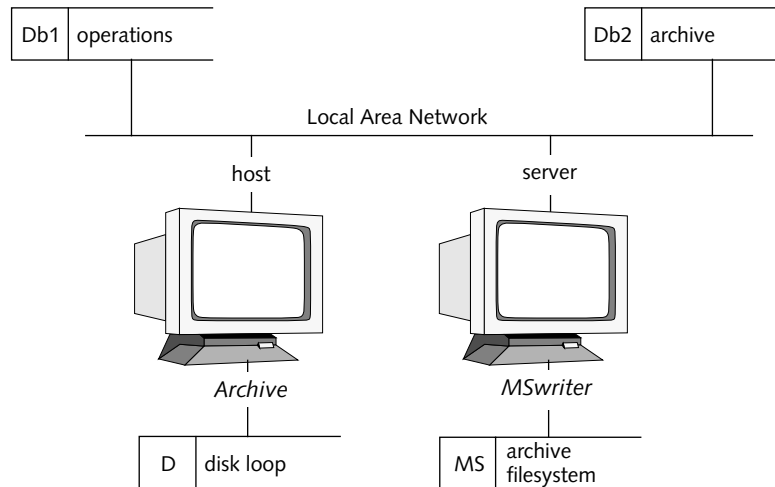 Db1 operations
Db2 archive
Local Area Network
host
server
Archive
MSwriter
D disk loop
MS archive
filesystem